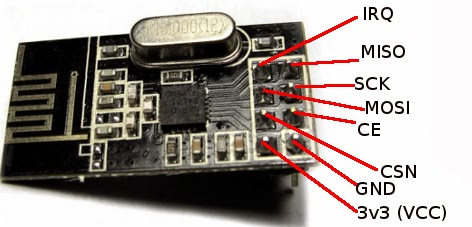 IRQ
MISO
SCK
MOSI
CE
CSN
GND
3v3 (VCC)